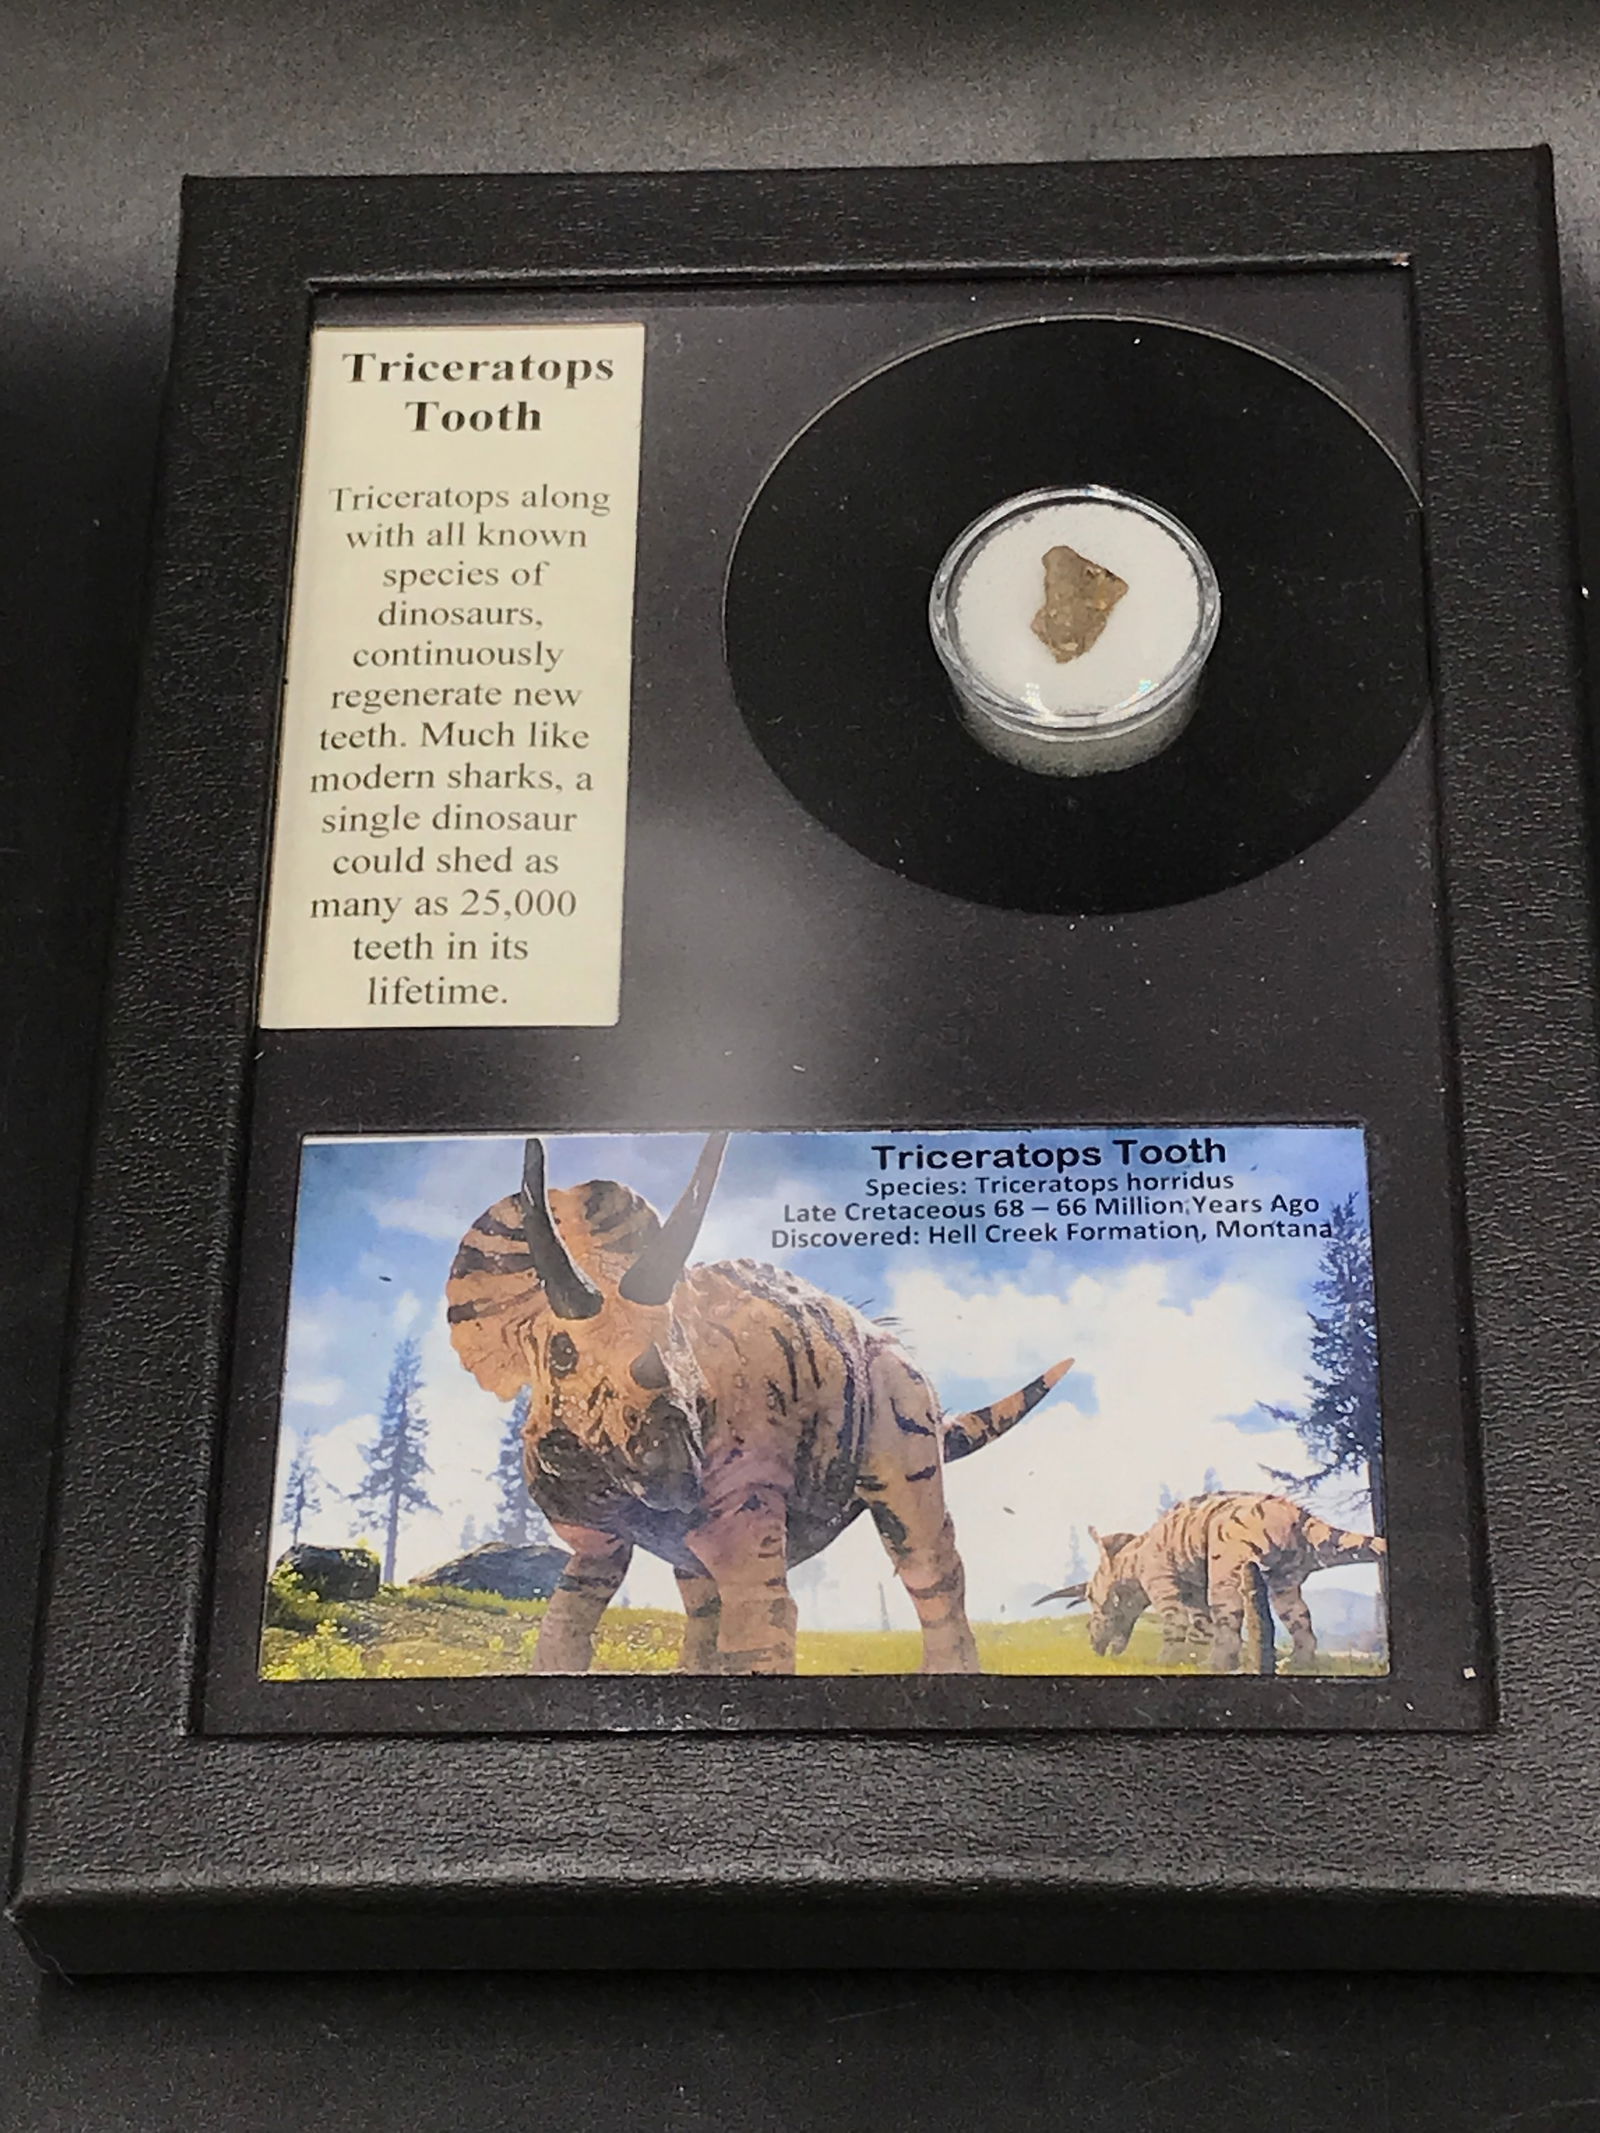 Triceratops
Tooth
Triceratops along
with all known
species of
dinosaurs,
continuously
regenerate new
teeth. Much like
modern sharks, a
single dinosaur
could shed as
many as 25,000
teeth in its
lifetime.
Triceratops Tooth
Species: Triceratops horridus
Late Cretaceous 68 – 66 Million Years Ago
Discovered: Hell Creek Formation, Montana